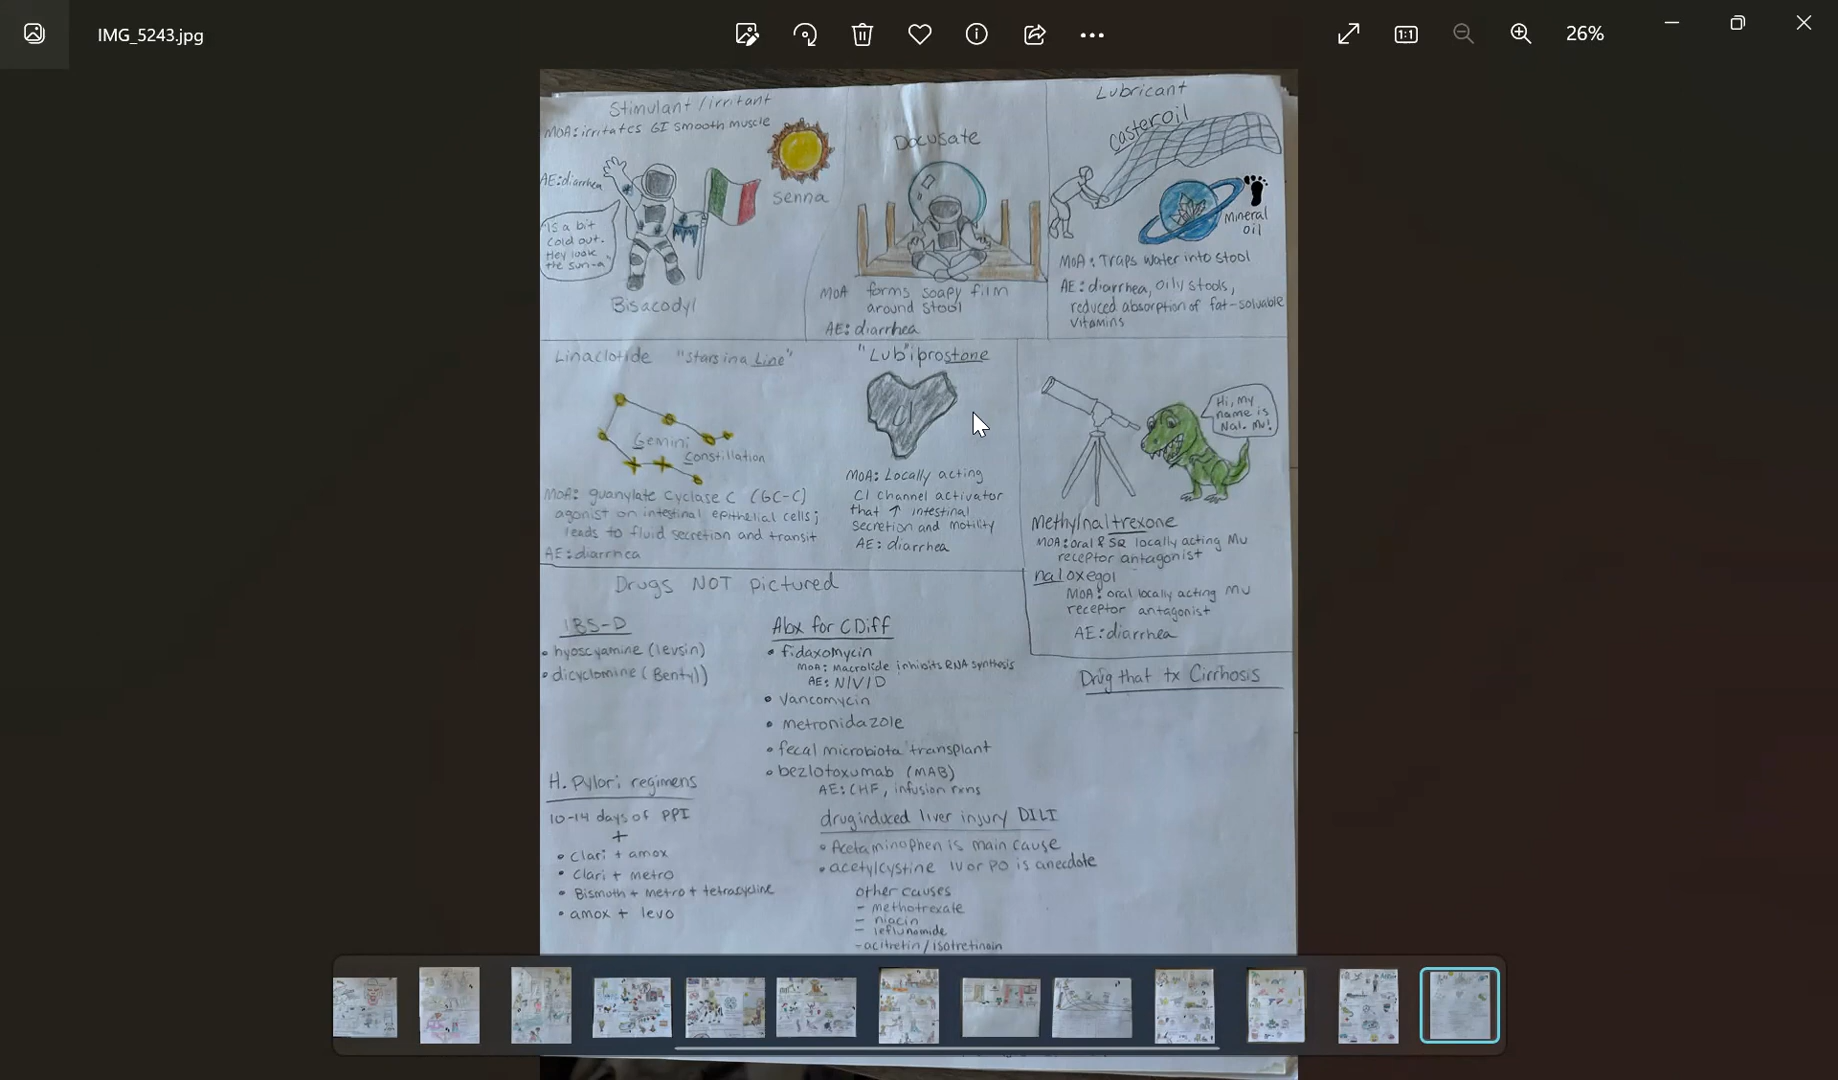 IMG_5243.jpg
26%
Stimulant/irritant
MOA: irritates GI smooth muscle
AE: diarrhea
"Is a bit
cold out.
Hey look
the sun-a"
Senna
Bisacodyl
Docusate
MOA forms soapy film
around stool
AE: diarrhea
Lubricant
Casteroil
Mineral
oil
MOA: Traps water into stool
AE: diarrhea, oily stools,
reduced absorption of fat-soluable
vitamins
Linaclotide "stars in a Line"
Gemini
Constillation
MOA: guanylate cyclase C (GC-C)
agonist on intestinal epithelial cells;
leads to fluid secretion and transit
AE: diarrhea
"Lub"iprostone
Cl
MOA: Locally acting
Cl channel activator
that ↑ intestinal
secretion and motility
AE: diarrhea
Hi, my
name is
Nal. Mu!
Methylnaltrexone
MOA: oral & SQ locally acting Mu
receptor antagonist
naloxegol
MOA: oral locally acting Mu
receptor antagonist
AE: diarrhea
Drugs NOT pictured
IBS-D
• hyoscyamine (levsin)
• dicyclomine (Bentyl)
Abx for CDiff
• fidaxomycin
MOA: macrolide inhibits RNA synthesis
AE: N/V/D
• Vancomycin
• metronidazole
• fecal microbiota transplant
• bezlotoxumab (MAB)
AE: CHF, infusion rxns
Drug that tx Cirrhosis
H. Pylori regimens
10-14 days of PPI
+
• Clari + amox
• Clari + metro
• Bismoth + metro + tetracycline
• amox + levo
druginduced liver injury DILI
• Acetaminophen is main cause
• acetylcystine IV or PO is anecdote
other causes
- methotrexate
- niacin
- leflunomide
- acitretin/isotretinoin